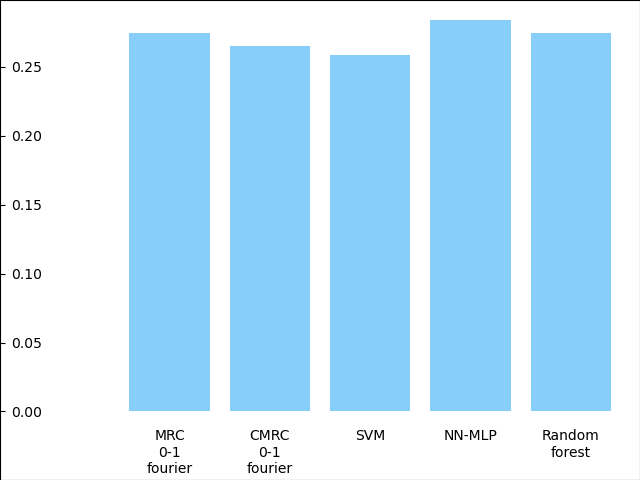 0.25
0.20
0.15
0.10
0.05
0.00
MRC
0-1
fourier
CMRC
0-1
fourier
SVM
NN-MLP
Random
forest